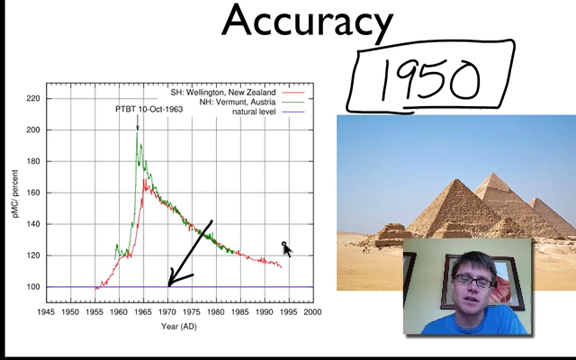 Accuracy
1950
SH: Wellington, New Zealand
NH: Vermunt, Austria
natural level
PTBT 10-Oct-1963
pMC/ percent
220
200
180
160
140
120
100
1945 1950 1955 1960 1965 1970 1975 1980 1985 1990 1995 2000
Year (AD)